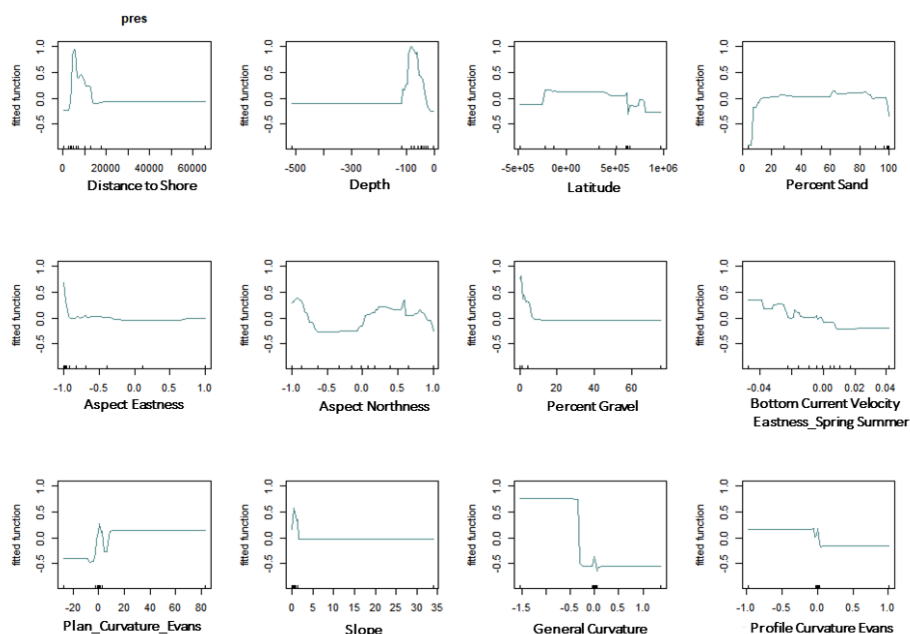 pres
fitted function
-0.5 0.0 0.5 1.0
0 20000 40000 60000
Distance to Shore
fitted function
-0.5 0.0 0.5 1.0
-500 -400 -300 -200 -100 0
Depth
fitted function
-0.5 0.0 0.5 1.0
-5e+05 0e+00 5e+05 1e+06
Latitude
fitted function
-0.5 0.0 0.5 1.0
0 20 40 60 80 100
Percent Sand
fitted function
-0.5 0.0 0.5 1.0
-1.0 -0.5 0.0 0.5 1.0
Aspect Eastness
fitted function
-0.5 0.0 0.5 1.0
-1.0 -0.5 0.0 0.5 1.0
Aspect Northness
fitted function
-0.5 0.0 0.5 1.0
0 20 40 60
Percent Gravel
fitted function
-0.5 0.0 0.5 1.0
-0.04 0.00 0.02 0.04
Bottom Current Velocity
Eastness_Spring Summer
fitted function
-0.5 0.0 0.5 1.0
-20 0 20 40 60 80
Plan_Curvature_Evans
fitted function
-0.5 0.0 0.5 1.0
0 5 10 15 20 25 30 35
Slope
fitted function
-0.5 0.0 0.5 1.0
-1.5 -1.0 -0.5 0.0 0.5 1.0
General Curvature
fitted function
-0.5 0.0 0.5 1.0
-1.0 -0.5 0.0 0.5 1.0
Profile Curvature Evans